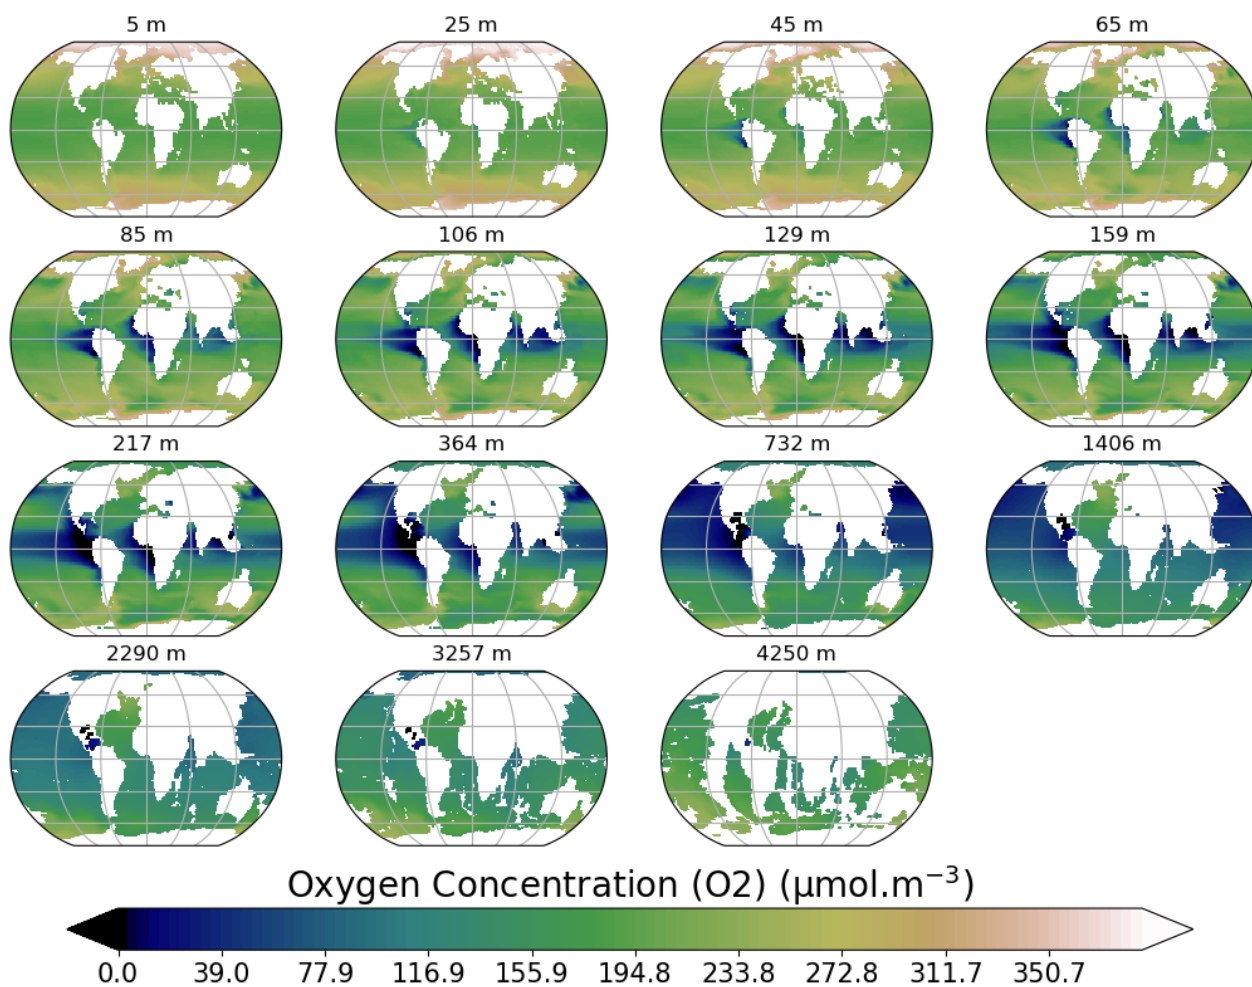 5 m 25 m 45 m 65 m
85 m 106 m 129 m 159 m
217 m 364 m 732 m 1406 m
2290 m 3257 m 4250 m
Oxygen Concentration (O2) (μmol.m⁻³)
0.0 39.0 77.9 116.9 155.9 194.8 233.8 272.8 311.7 350.7